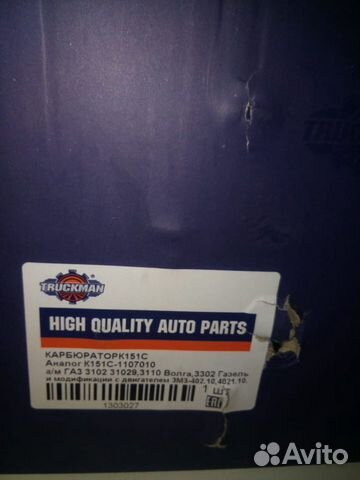 TRUCKMAN
TRUCKMAN
HIGH QUALITY AUTO PARTS
КАРБЮРАТОРК151С
Аналог К151С-1107010
а/м ГАЗ 3102 31029,3110 Волга,3302 Газель
и модификации с двигателем ЗМЗ-402.10,4021.10.
1 шт
1303027
EAC
Avito